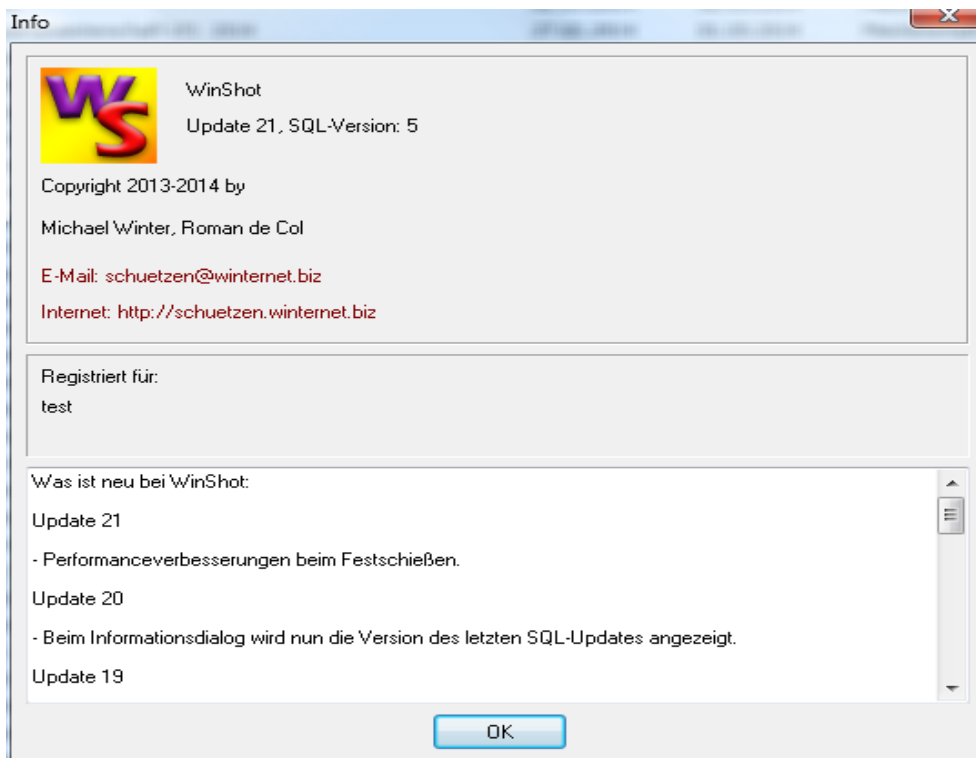 Info
WS
WinShot
Update 21, SQL-Version: 5
Copyright 2013-2014 by
Michael Winter, Roman de Col
E-Mail: schuetzen@winternet.biz
Internet: http://schuetzen.winternet.biz
Registriert für:
test
Was ist neu bei WinShot:
Update 21
- Performanceverbesserungen beim Festschießen.
Update 20
- Beim Informationsdialog wird nun die Version des letzten SQL-Updates angezeigt.
Update 19
OK